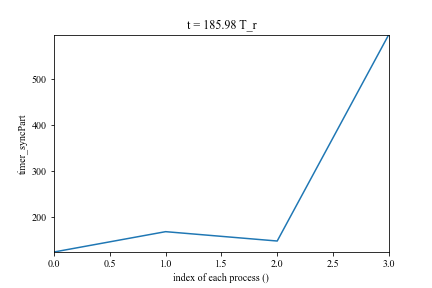 t = 185.98 T_r
500
400
300
200
timer_syncPart
0.0 0.5 1.0 1.5 2.0 2.5 3.0
index of each process ()